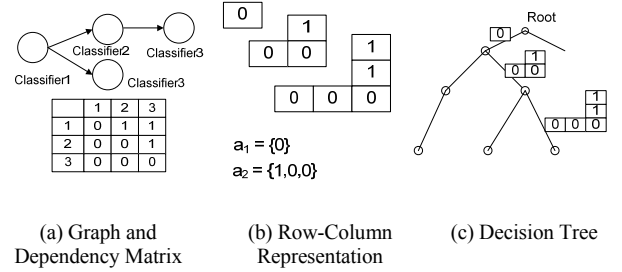 Classifier1
Classifier2
Classifier3
Classifier3
1 2 3
1 0 1 1
2 0 0 1
3 0 0 0
(a) Graph and
Dependency Matrix
0
1
0 0
1
1
0 0 0
a1 = {0}
a2 = {1,0,0}
(b) Row-Column
Representation
Root
0
1
0 0
1
1
0 0 0
(c) Decision Tree